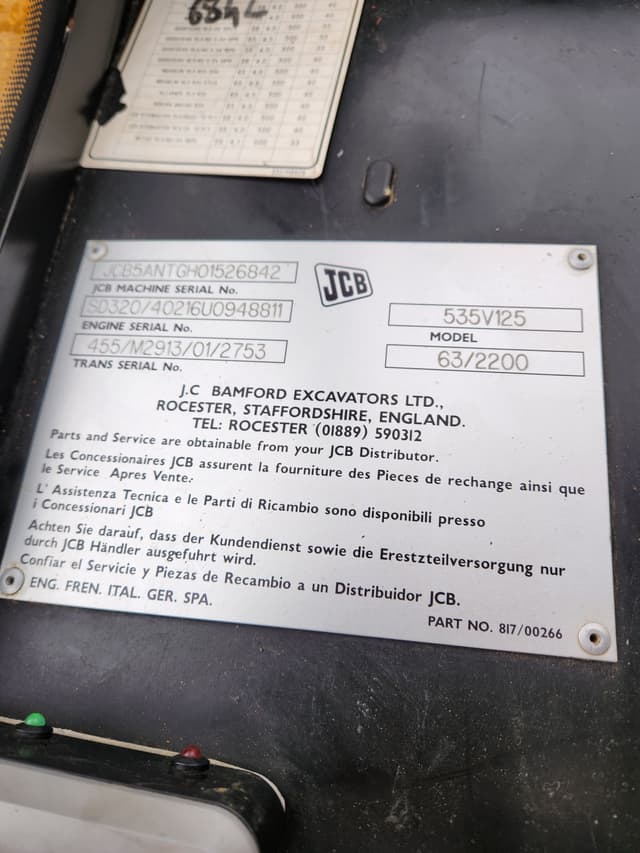 6842
JCB5ANTGH01526842
JCB MACHINE SERIAL No.
SD320/40216U0948811
ENGINE SERIAL No.
455/M2913/01/2753
TRANS SERIAL No.
JCB
535V125
MODEL
63/2200
J.C BAMFORD EXCAVATORS LTD.,
ROCESTER, STAFFORDSHIRE, ENGLAND.
TEL: ROCESTER (01889) 590312
Parts and Service are obtainable from your JCB Distributor.
Les Concessionaires JCB assurent la fourniture des Pieces de rechange ainsi que
le Service Apres Vente.
L' Assistenza Tecnica e le Parti di Ricambio sono disponibili presso
i Concessionari JCB
Achten Sie darauf, dass der Kundendienst sowie die Erestzteilversorgung nur
durch JCB Händler ausgefuhrt wird.
Confiar el Servicie y Piezas de Recambio a un Distribuidor JCB.
ENG. FREN. ITAL. GER. SPA.
PART NO. 817/00266